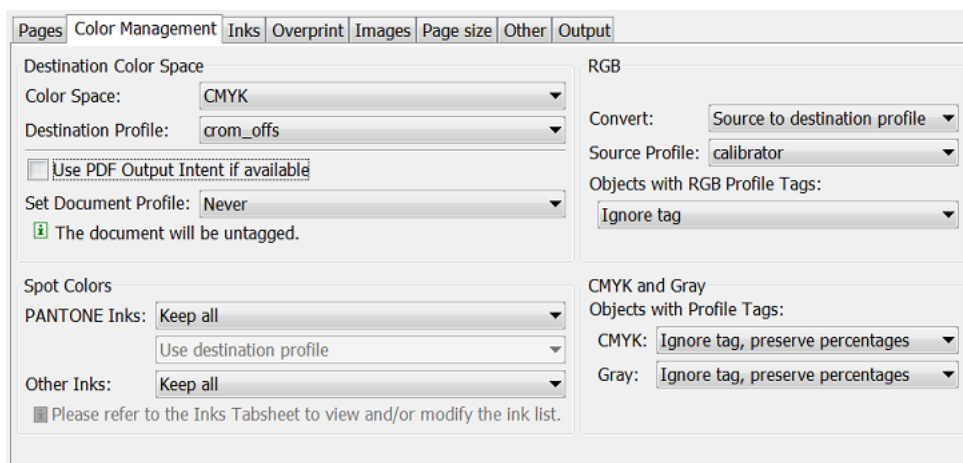 Pages Color Management Inks Overprint Images Page size Other Output
Destination Color Space
Color Space: CMYK
Destination Profile: crom_offs
Use PDF Output Intent if available
Set Document Profile: Never
The document will be untagged.
RGB
Convert: Source to destination profile
Source Profile: calibrator
Objects with RGB Profile Tags:
Ignore tag
Spot Colors
PANTONE Inks: Keep all
Use destination profile
Other Inks: Keep all
Please refer to the Inks Tabsheet to view and/or modify the ink list.
CMYK and Gray
Objects with Profile Tags:
CMYK: Ignore tag, preserve percentages
Gray: Ignore tag, preserve percentages